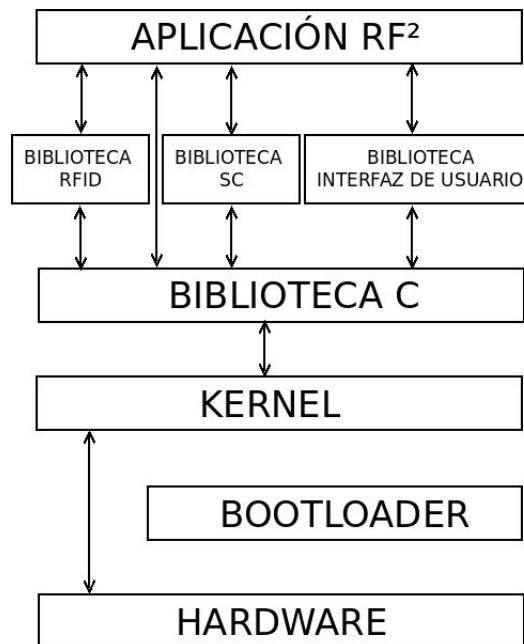 APLICACIÓN RF²
BIBLIOTECA
RFID
BIBLIOTECA
SC
BIBLIOTECA
INTERFAZ DE USUARIO
BIBLIOTECA C
KERNEL
BOOTLOADER
HARDWARE